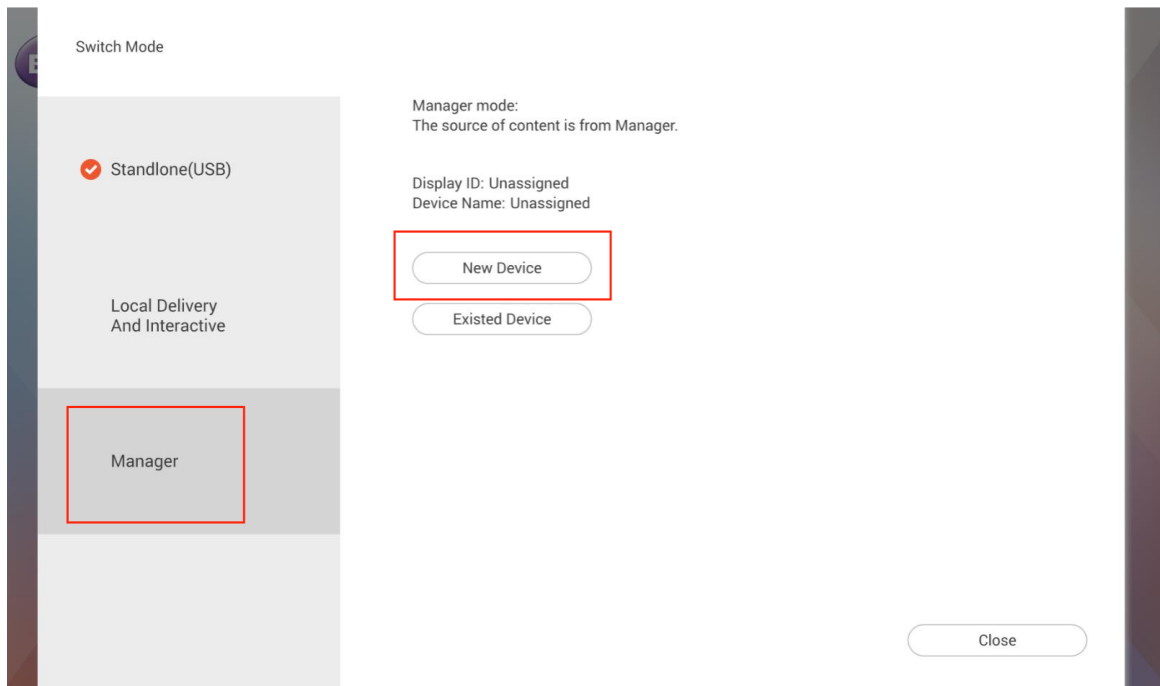 Switch Mode
Standlone(USB)
Local Delivery
And Interactive
Manager
Manager mode:
The source of content is from Manager.
Display ID: Unassigned
Device Name: Unassigned
New Device
Existed Device
Close